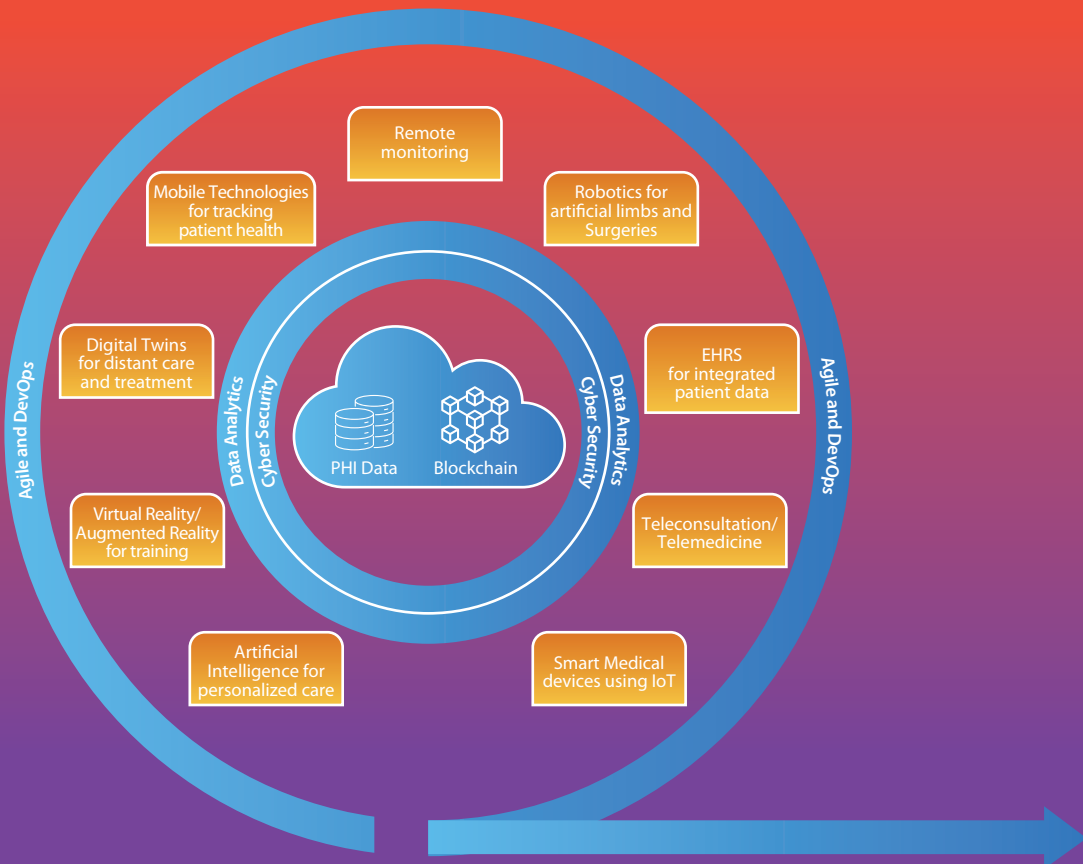 Remote
monitoring
Mobile Technologies
for tracking
patient health
Robotics for
artificial limbs and
Surgeries
Digital Twins
for distant care
and treatment
EHRS
for integrated
patient data
Agile and DevOps
Data Analytics
Cyber Security
PHI Data
Blockchain
Cyber Security
Data Analytics
Agile and DevOps
Virtual Reality/
Augmented Reality
for training
Teleconsultation/
Telemedicine
Artificial
Intelligence for
personalized care
Smart Medical
devices using IoT